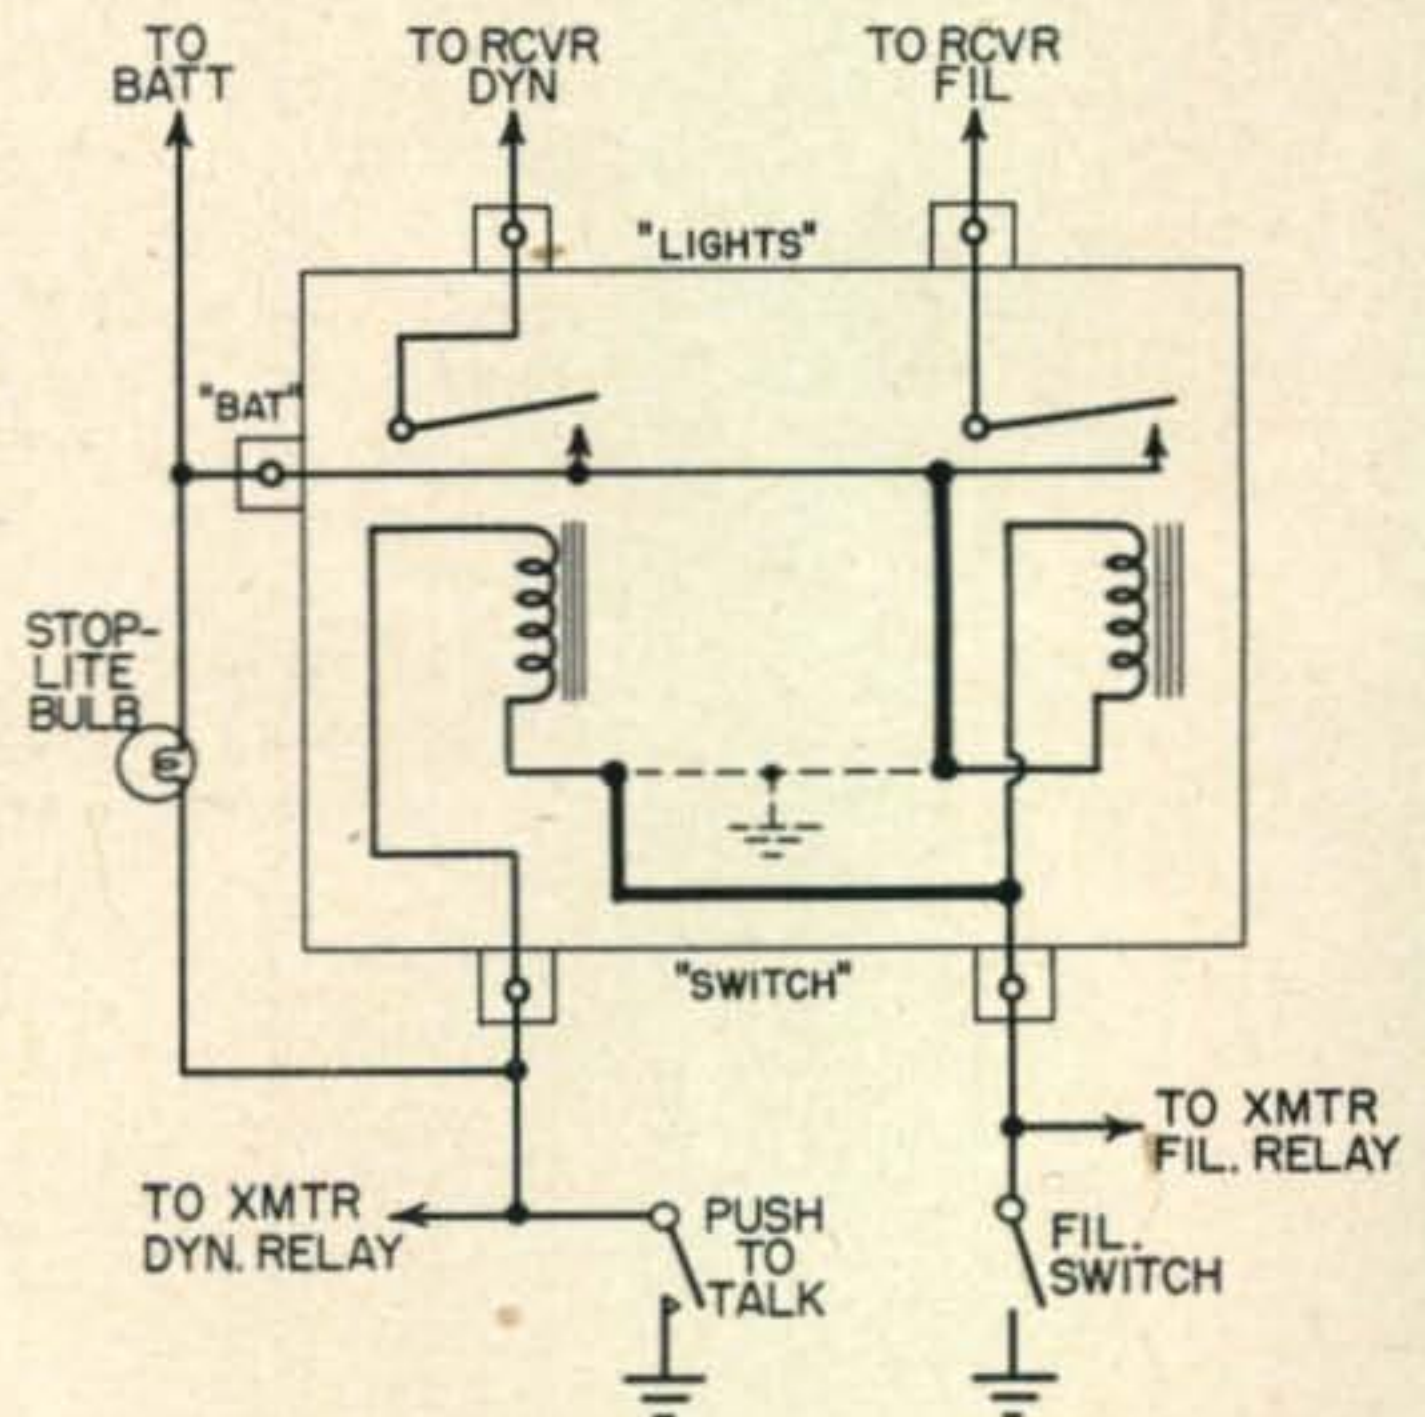 TO
BATT
TO RCVR
DYN
TO RCVR
FIL
"LIGHTS"
"BAT"
STOP-
LITE
BULB
"SWITCH"
TO XMTR
FIL. RELAY
TO XMTR
DYN. RELAY
PUSH
TO
TALK
FIL.
SWITCH